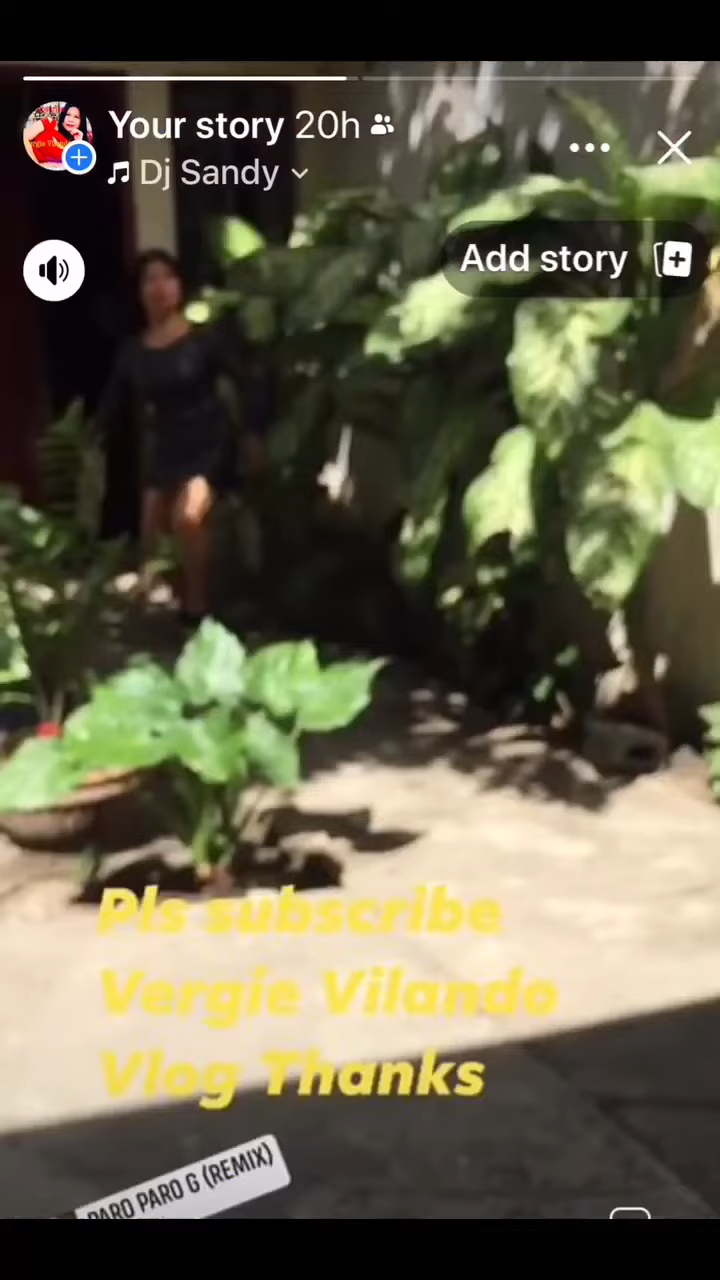 Your story 20h
Dj Sandy
Add story
Pls subscribe
Vergie Vilando
Vlog Thanks
PARO PARO G (REMIX)